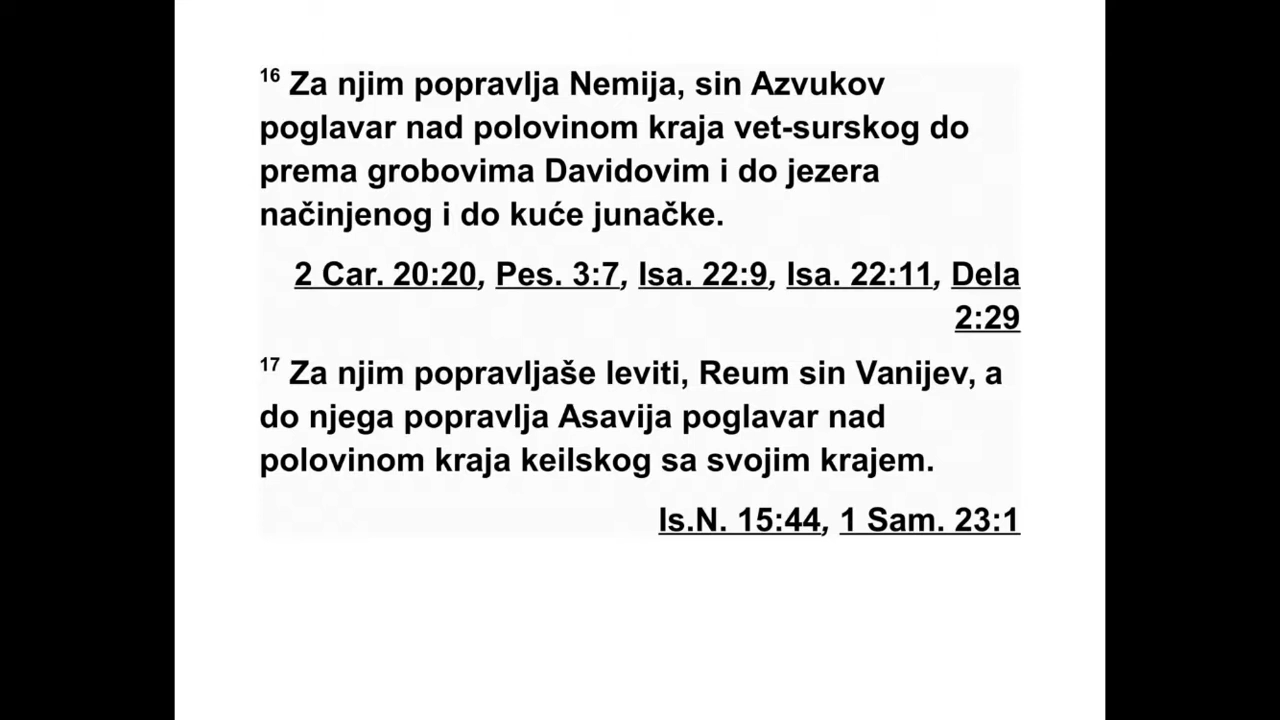 16 Za njim popravlja Nemija, sin Azvukov
poglavar nad polovinom kraja vet-surskog do
prema grobovima Davidovim i do jezera
načinjenog i do kuće junačke.
2 Car. 20:20, Pes. 3:7, Isa. 22:9, Isa. 22:11, Dela
2:29
17 Za njim popravljaše leviti, Reum sin Vanijev, a
do njega popravlja Asavija poglavar nad
polovinom kraja keilskog sa svojim krajem.
Is.N. 15:44, 1 Sam. 23:1